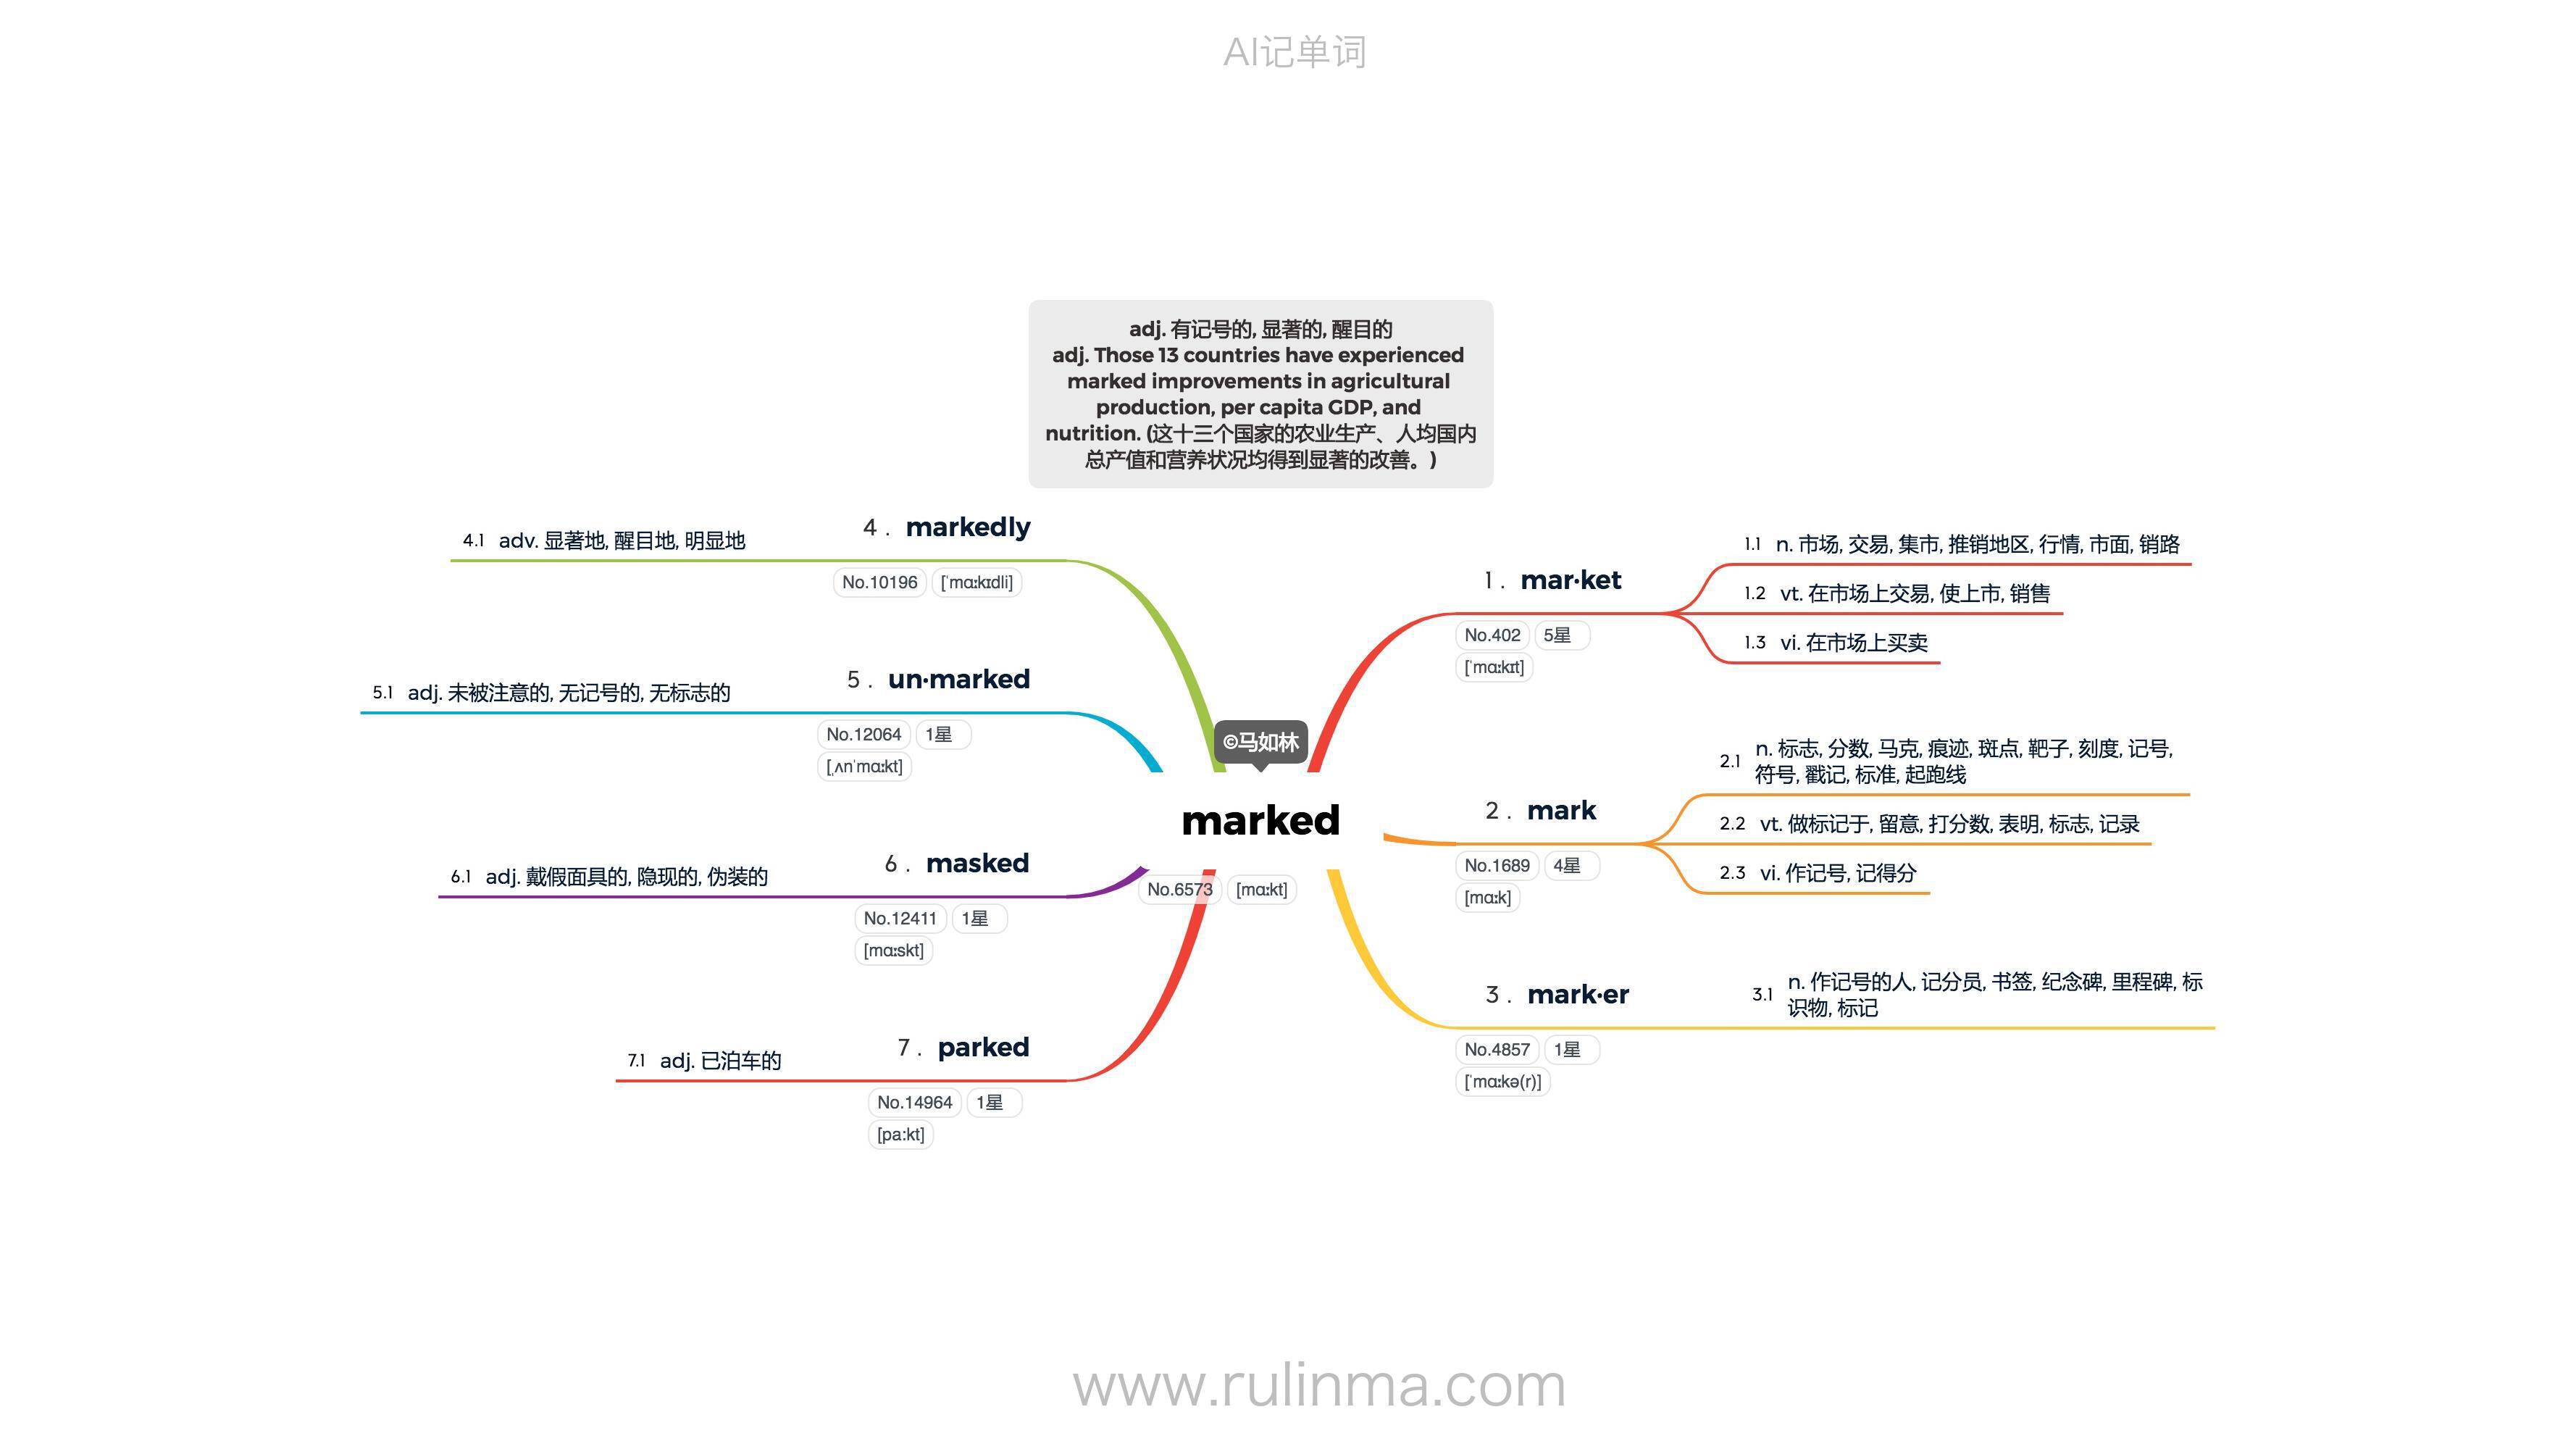 AI记单词
adj. 有记号的, 显著的, 醒目的
adj. Those 13 countries have experienced
marked improvements in agricultural
production, per capita GDP, and
nutrition. (这十三个国家的农业生产、人均国内
总产值和营养状况均得到显著的改善。)
©马如林
marked
No.6573 [mɑːkt]
1 . mar·ket
No.402 5星
[ˈmɑːkɪt]
1.1 n. 市场, 交易, 集市, 推销地区, 行情, 市面, 销路
1.2 vt. 在市场上交易, 使上市, 销售
1.3 vi. 在市场上买卖
2 . mark
No.1689 4星
[mɑːk]
2.1 n. 标志, 分数, 马克, 痕迹, 斑点, 靶子, 刻度, 记号,
符号, 戳记, 标准, 起跑线
2.2 vt. 做标记于, 留意, 打分数, 表明, 标志, 记录
2.3 vi. 作记号, 记得分
3 . mark·er
No.4857 1星
[ˈmɑːkə(r)]
3.1 n. 作记号的人, 记分员, 书签, 纪念碑, 里程碑, 标
识物, 标记
4 . markedly
No.10196 [ˈmɑːkɪdli]
4.1 adv. 显著地, 醒目地, 明显地
5 . un·marked
No.12064 1星
[ˌʌnˈmɑːkt]
5.1 adj. 未被注意的, 无记号的, 无标志的
6 . masked
No.12411 1星
[mɑːskt]
6.1 adj. 戴假面具的, 隐现的, 伪装的
7 . parked
No.14964 1星
[pa:kt]
7.1 adj. 已泊车的
www.rulinma.com